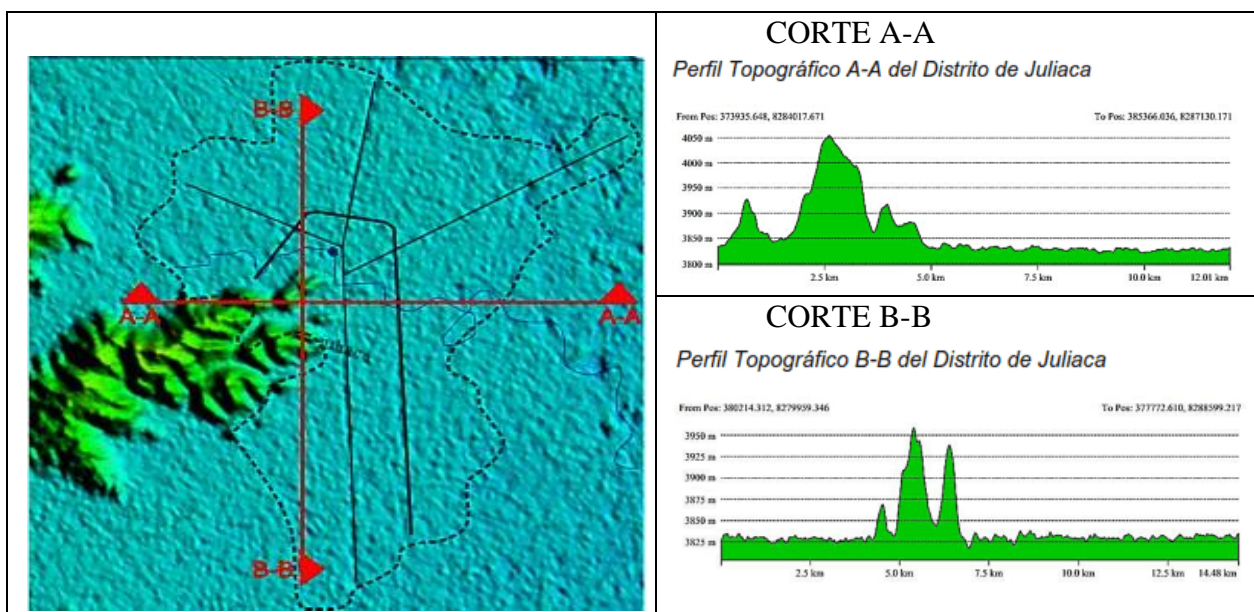 B-B
A-A
A-A
B-B
CORTE A-A
Perfil Topográfico A-A del Distrito de Juliaca
From Pos: 373935.648, 8284017.671
To Pos: 385366.036, 8287130.171
4050 m
4000 m
3950 m
3900 m
3850 m
3800 m
2.5 km
5.0 km
7.5 km
10.0 km
12.01 km
CORTE B-B
Perfil Topográfico B-B del Distrito de Juliaca
From Pos: 380214.312, 8279959.346
To Pos: 377772.610, 8288599.217
3950 m
3925 m
3900 m
3875 m
3850 m
3825 m
2.5 km
5.0 km
7.5 km
10.0 km
12.5 km
14.48 km